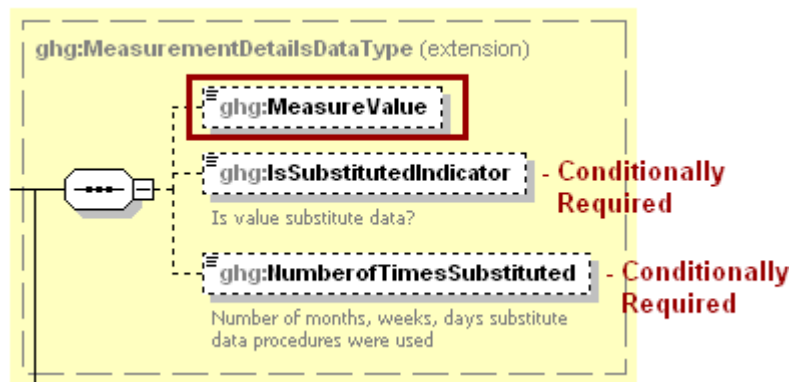 ghg:MeasurementDetailsDataType (extension)
ghg:MeasureValue
ghg:IsSubstitutedIndicator
- Conditionally
Required
Is value substitute data?
ghg:NumberofTimesSubstituted
- Conditionally
Required
Number of months, weeks, days substitute
data procedures were used